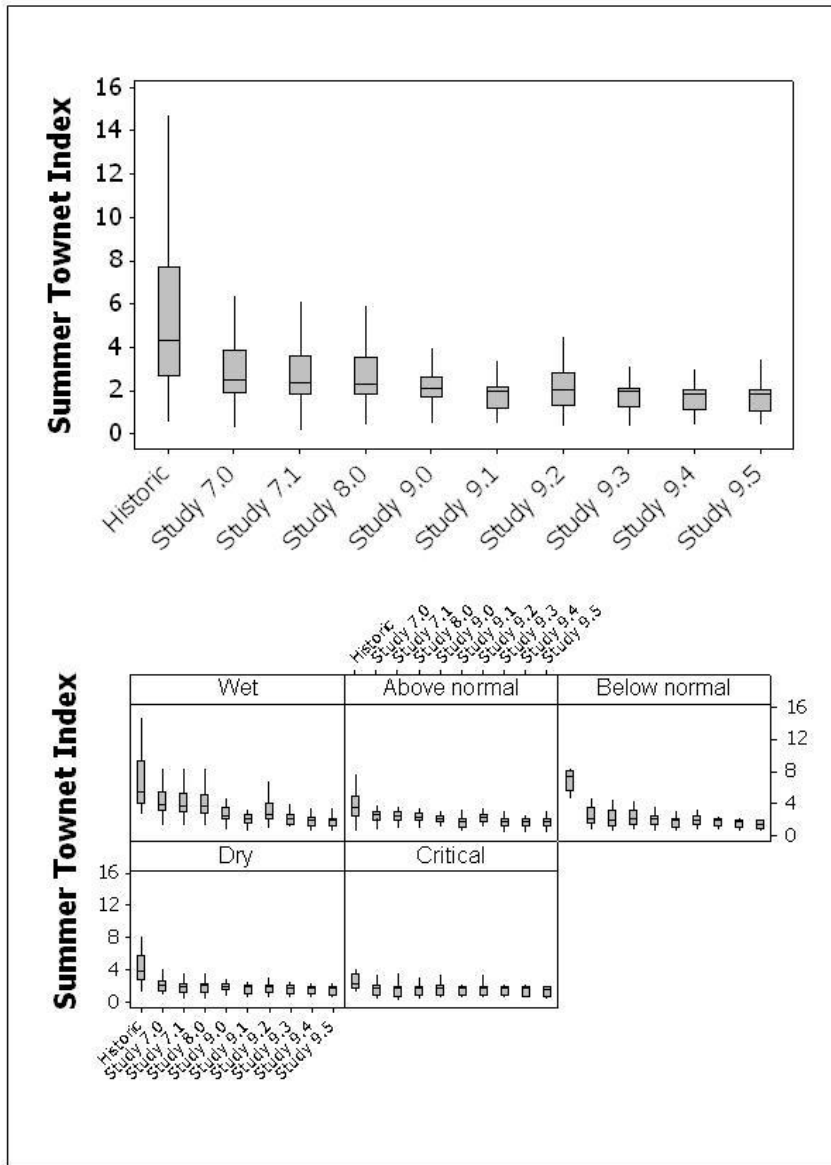 Summer Townet Index
16
14
12
10
8
6
4
2
0
Historic
Study 7.0
Study 7.1
Study 8.0
Study 9.0
Study 9.1
Study 9.2
Study 9.3
Study 9.4
Study 9.5
Historic
Study 7.0
Study 7.1
Study 8.0
Study 9.0
Study 9.1
Study 9.2
Study 9.3
Study 9.4
Study 9.5
Summer Townet Index
Wet
Above normal
Below normal
16
12
8
4
0
Dry
Critical
16
12
8
4
0
Historic
Study 7.0
Study 7.1
Study 8.0
Study 9.0
Study 9.1
Study 9.2
Study 9.3
Study 9.4
Study 9.5